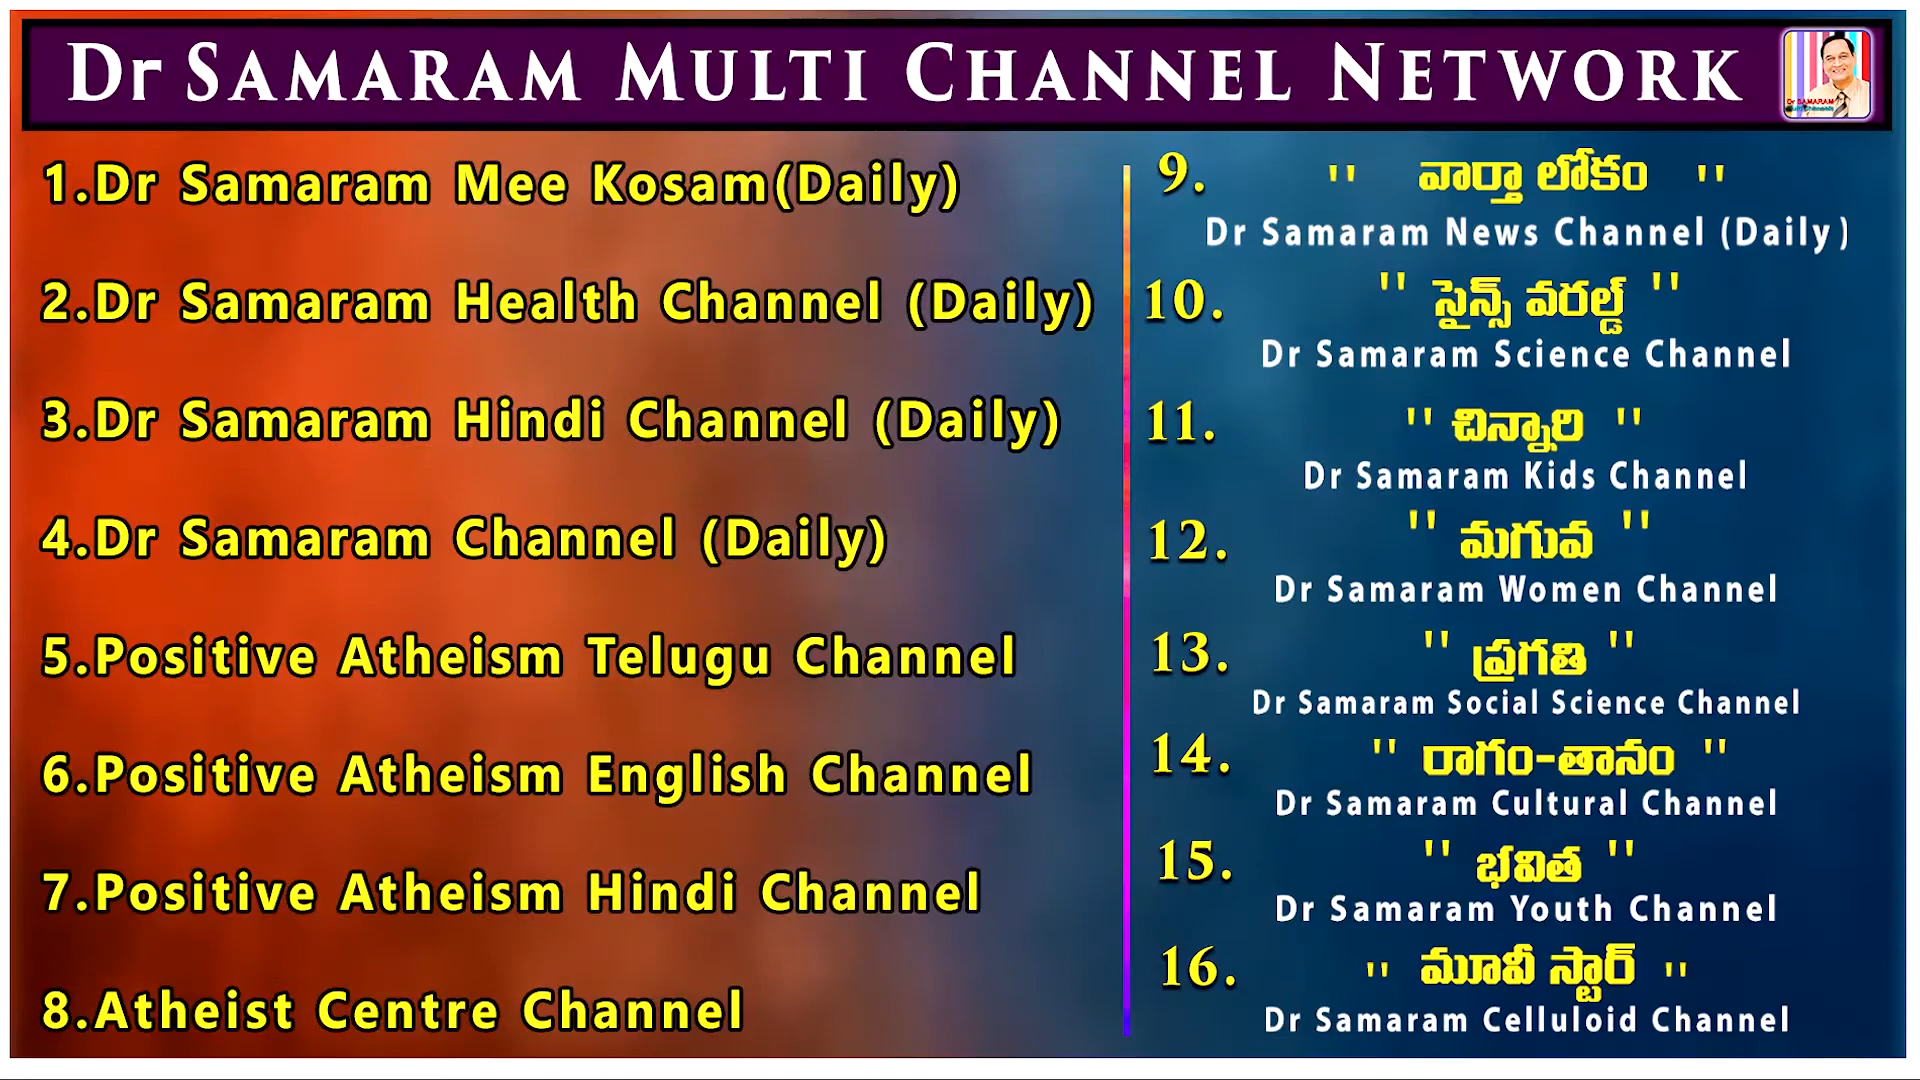 Dr SAMARAM MULTI CHANNEL NETWORK
Dr SAMARAM
1.Dr Samaram Mee Kosam(Daily)
2.Dr Samaram Health Channel (Daily)
3.Dr Samaram Hindi Channel (Daily)
4.Dr Samaram Channel (Daily)
5.Positive Atheism Telugu Channel
6.Positive Atheism English Channel
7.Positive Atheism Hindi Channel
8.Atheist Centre Channel
9. " వార్తా లోకం "
Dr Samaram News Channel (Daily)
10. " సైన్స్ వరల్డ్ "
Dr Samaram Science Channel
11. " చిన్నారి "
Dr Samaram Kids Channel
12. " మగువ "
Dr Samaram Women Channel
13. " ప్రగతి "
Dr Samaram Social Science Channel
14. " రాగం-తానం "
Dr Samaram Cultural Channel
15. " భవిత "
Dr Samaram Youth Channel
16. " మూవీ స్టార్ "
Dr Samaram Celluloid Channel